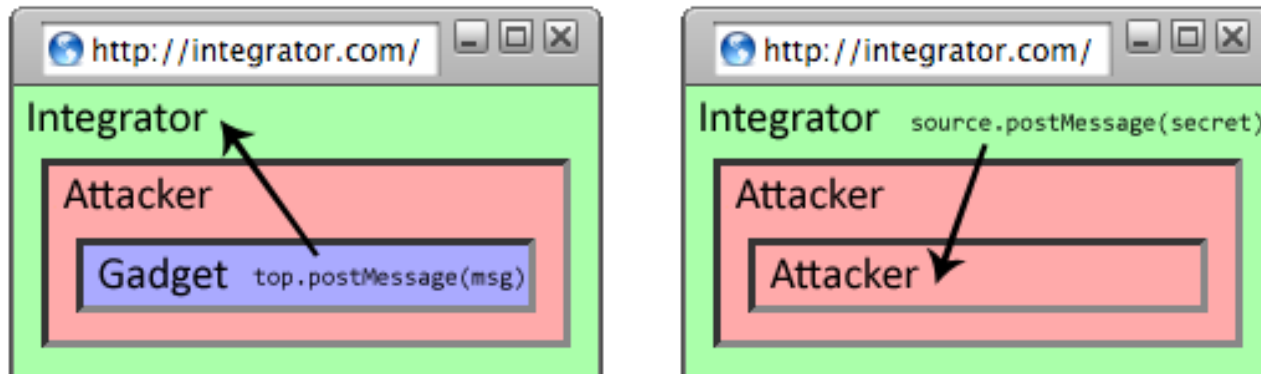 http://integrator.com/
Integrator
Attacker
Gadget top.postMessage(msg)
http://integrator.com/
Integrator source.postMessage(secret)
Attacker
Attacker